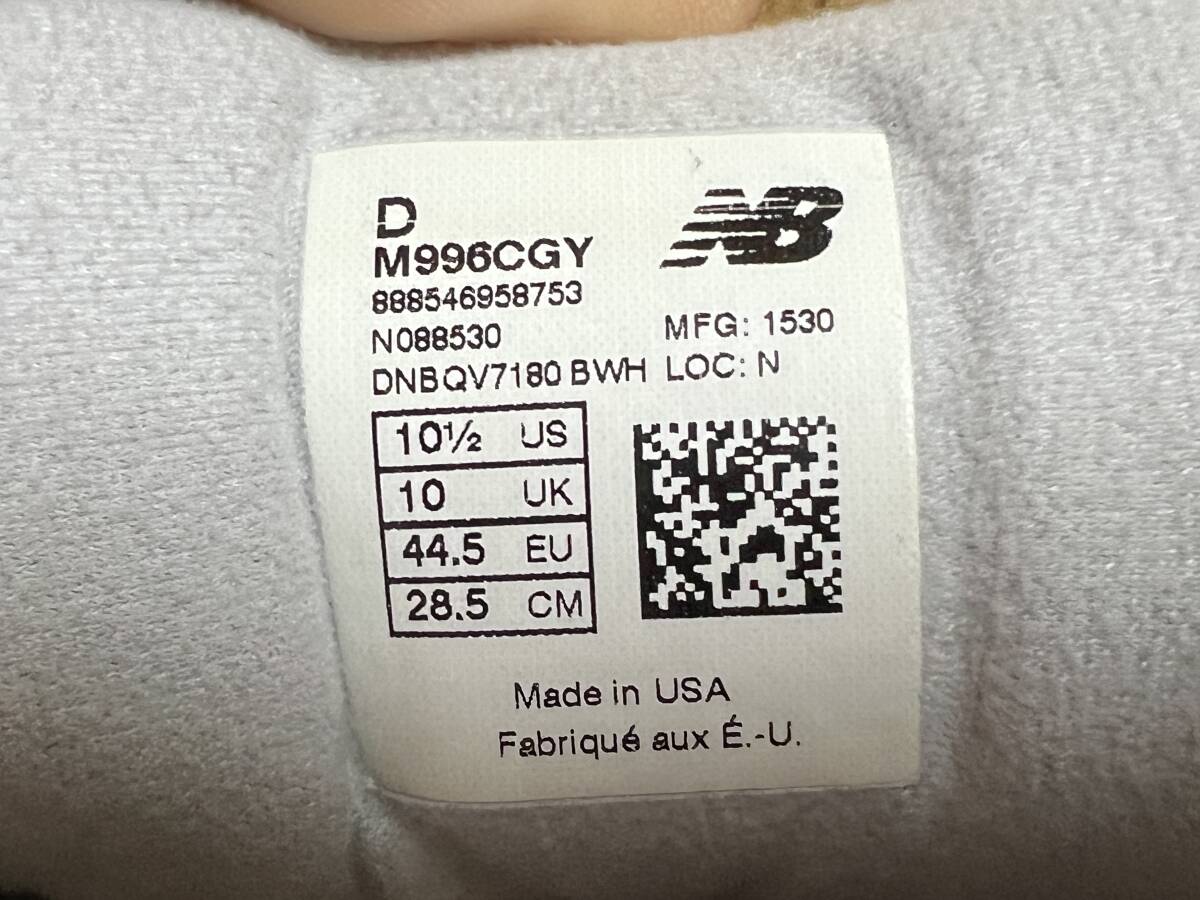 D
M996CGY
888546958753
N088530
MFG: 1530
DNBQV7180 BWH LOC: N
NB
10½ US
10 UK
44.5 EU
28.5 CM
Made in USA
Fabriqué aux É.-U.